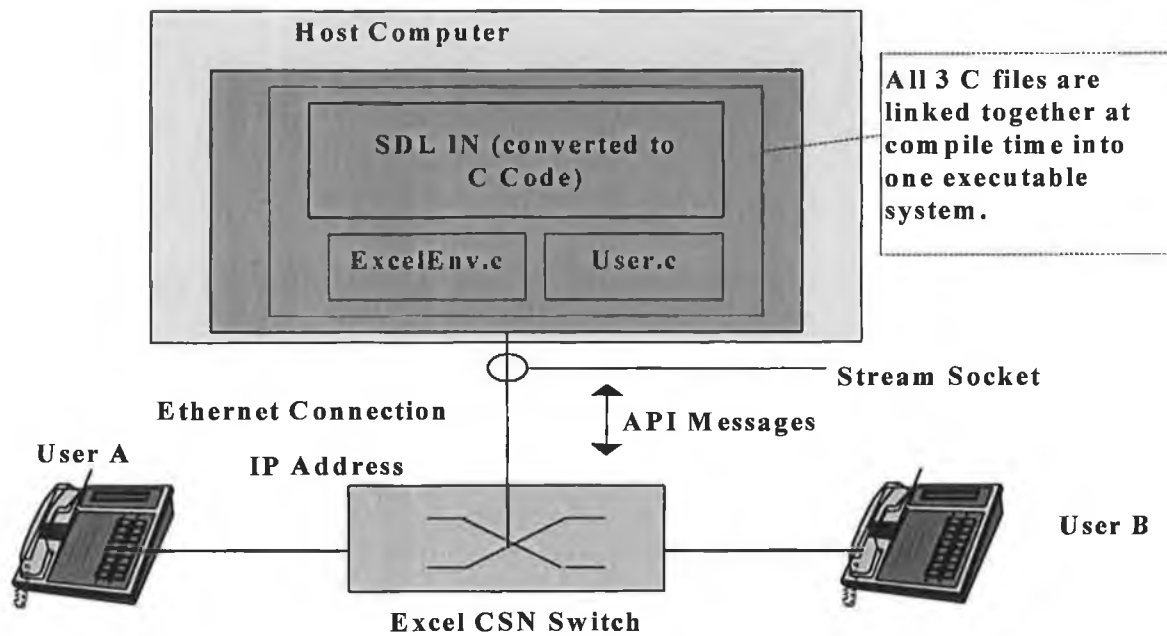 Host Computer
All 3 C files are
linked together at
compile time into
one executable
system.
SDL IN (converted to
C Code)
ExcelEnv.c
User.c
Stream Socket
Ethernet Connection
API Messages
User A
IP Address
User B
Excel CSN Switch